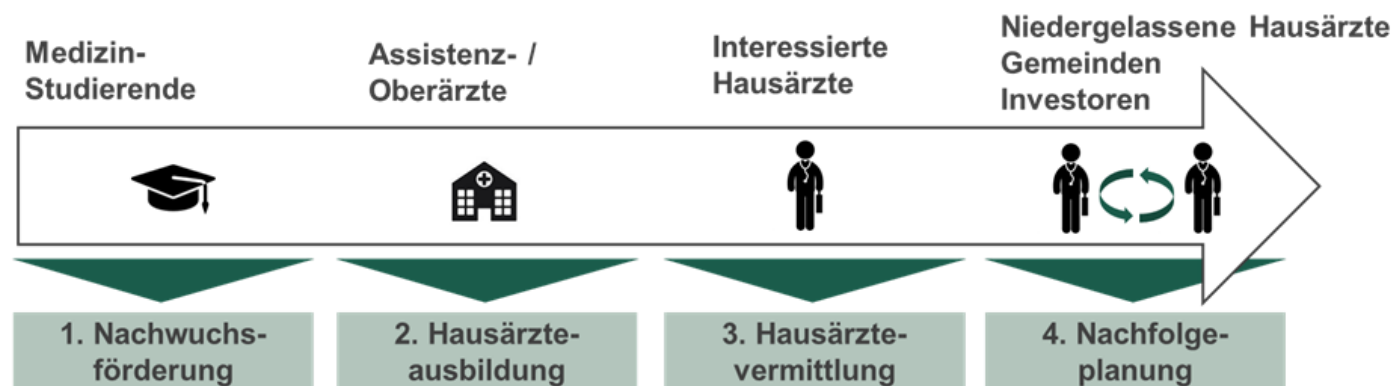 Medizin-
Studierende
Assistenz- /
Oberärzte
Interessierte
Hausärzte
Niedergelassene Hausärzte
Gemeinden
Investoren
1. Nachwuchs-
förderung
2. Hausärzte-
ausbildung
3. Hausärzte-
vermittlung
4. Nachfolge-
planung